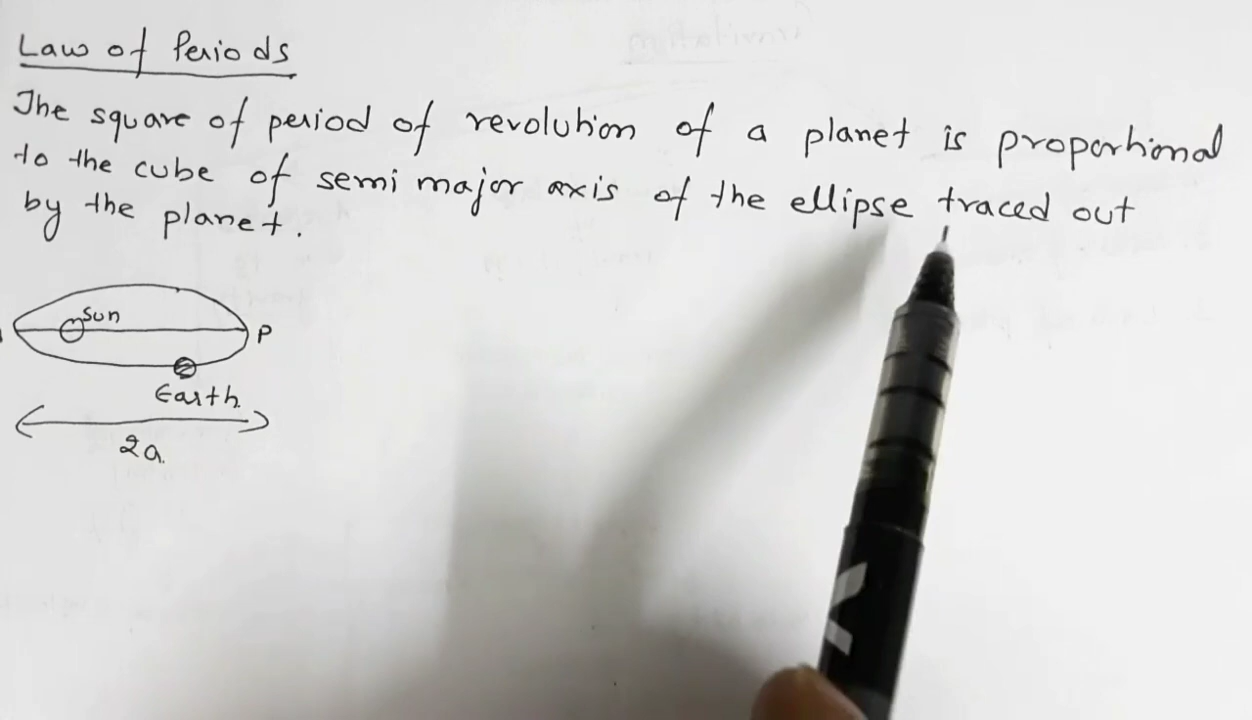 Law of Periods
The square of period of revolution of a planet is proportional
to the cube of semi major axis of the ellipse traced out
by the planet.
Sun
P
Earth.
2a.